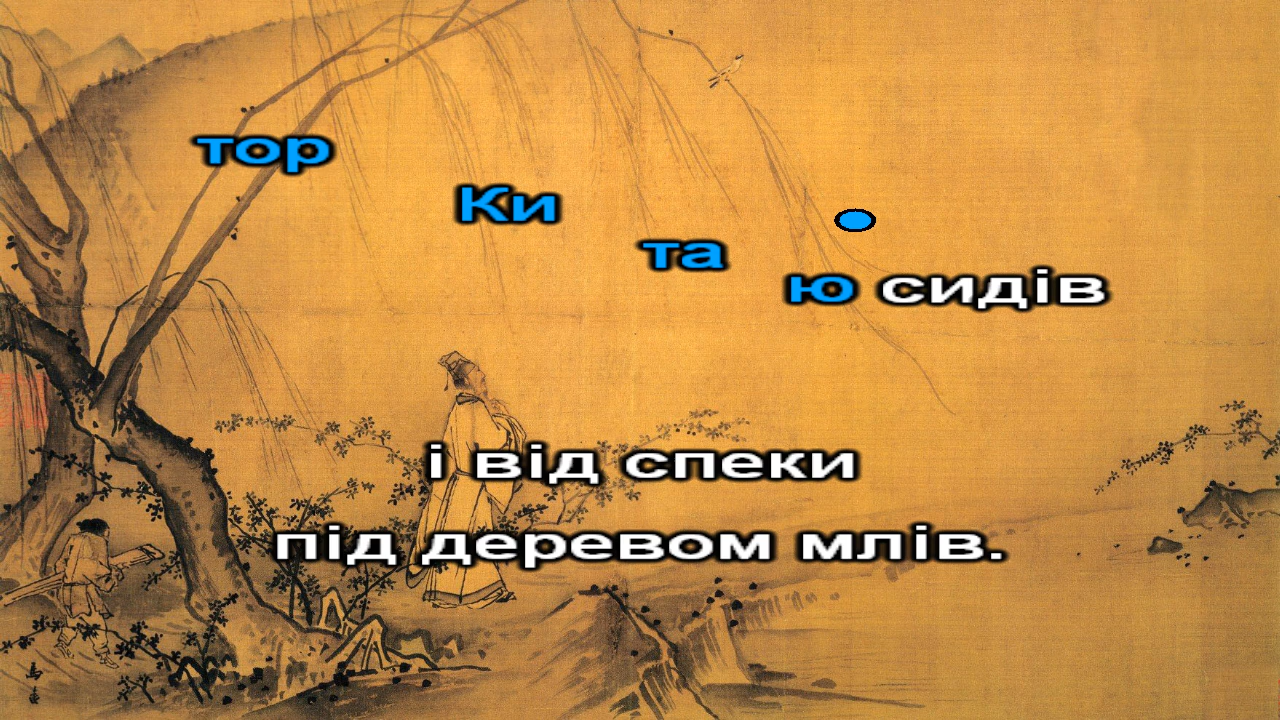 тор Ки та ю сидів
і від спеки
під деревом млів.